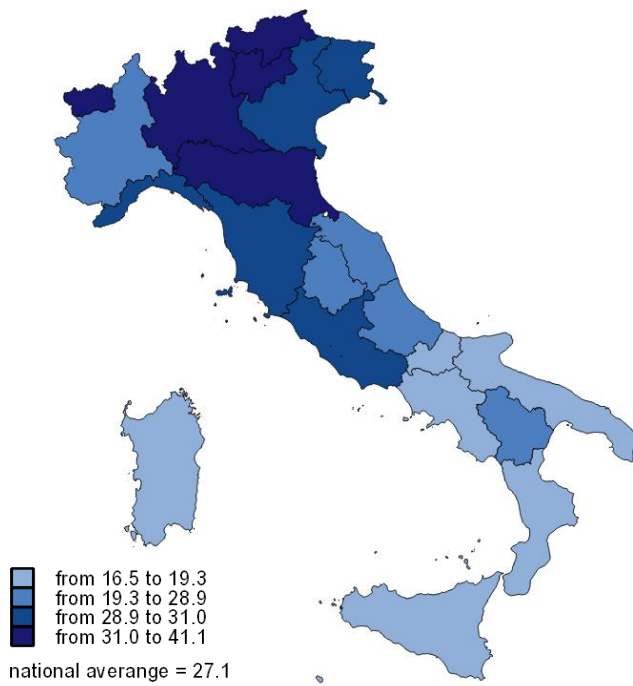 from 16.5 to 19.3
from 19.3 to 28.9
from 28.9 to 31.0
from 31.0 to 41.1
national averange = 27.1